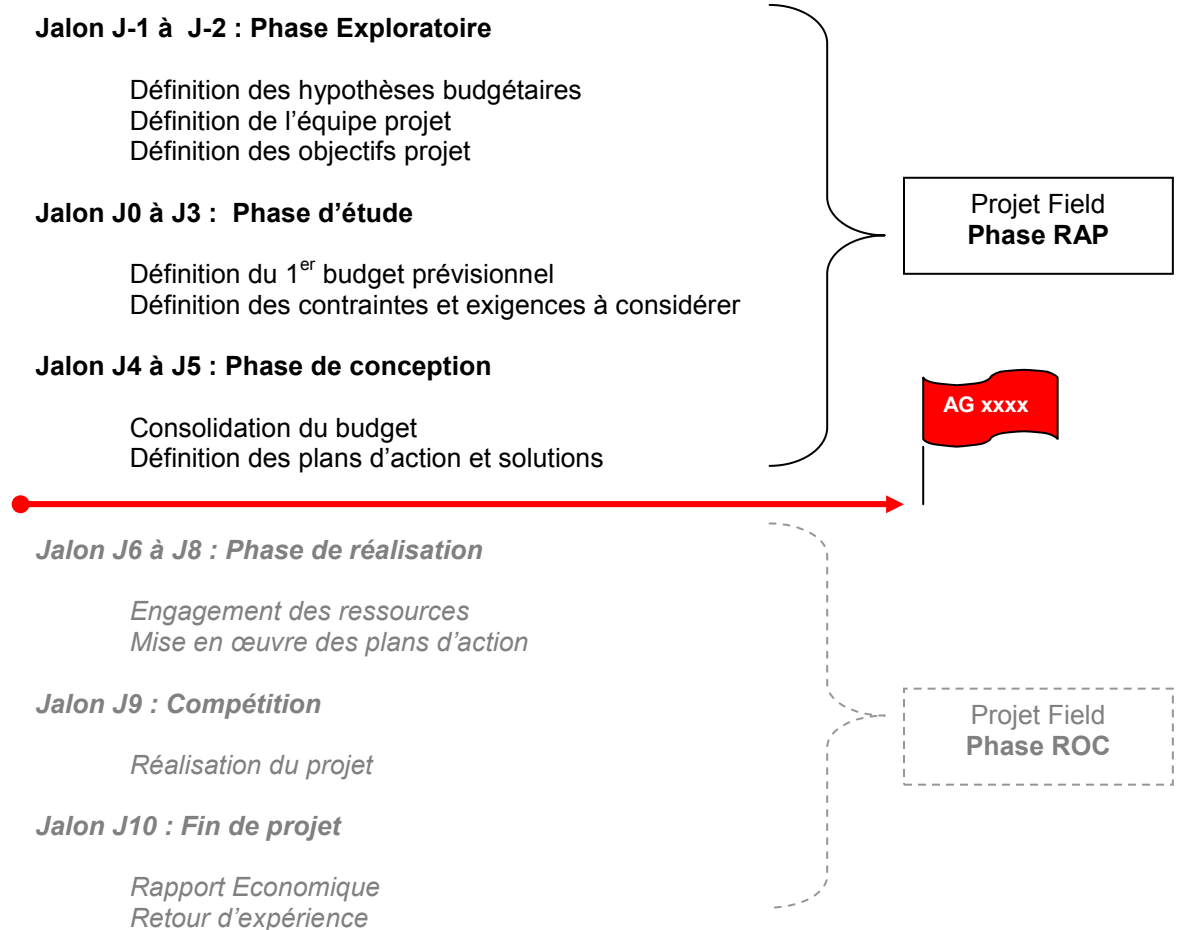 Jalon J-1 à  J-2 : Phase Exploratoire
Définition des hypothèses budgétaires
Définition de l'équipe projet
Définition des objectifs projet
Jalon J0 à J3 :  Phase d'étude
Définition du 1er budget prévisionnel
Définition des contraintes et exigences à considérer
Jalon J4 à J5 : Phase de conception
Consolidation du budget
Définition des plans d'action et solutions
Projet Field
Phase RAP
AG xxxx
Jalon J6 à J8 : Phase de réalisation
Engagement des ressources
Mise en œuvre des plans d'action
Jalon J9 : Compétition
Réalisation du projet
Jalon J10 : Fin de projet
Rapport Economique
Retour d'expérience
Projet Field
Phase ROC